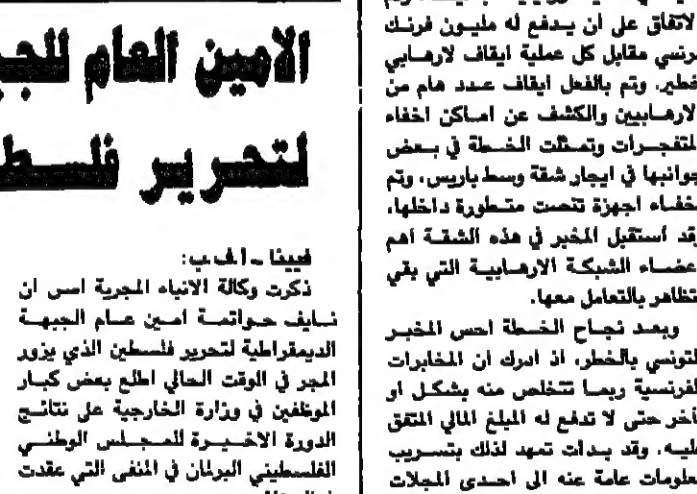 الاتفاق على ان يدفع له مليون فرنك
فرنسي مقابل كل عملية ايقاف لارهابي
خطير. وتم بالفعل ايقاف عدد هام من
الارهابيين والكشف عن اماكن اخفاء
المتفجرات وتمثلت الخطة في بعض
جوانبها في ايجار شقة وسط باريس، وتم
اخفاء اجهزة تنصت متطورة داخلها،
وقد أستقبل المخبر في هذه الشقة اهم
اعضاء الشبكة الارهابية التي بقي
يتظاهر بالتعامل معها.
وبعد نجاح الخطة احس المخبر
التونسي بالخطر، اذ ادرك ان المخابرات
الفرنسية ربما تتخلص منه بشكل او
بآخر حتى لا تدفع له المبلغ المالي المتفق
عليه. وقد بدأت تمهد لذلك بتسريب
معلومات عامة عنه الى احدى المجلات
الامين العام للجب
لتحرير فلسط
فيينا ـ ا.ف.ب:
ذكرت وكالة الانباء المجرية امس ان
نايف حواتمة امين عام الجبهة
الديمقراطية لتحرير فلسطين الذي يزور
المجر في الوقت الحالي اطلع بعض كبار
الموظفين في وزارة الخارجية على نتائج
الدورة الاخيرة للمجلس الوطني
الفلسطيني البرلمان في المنفى التي عقدت